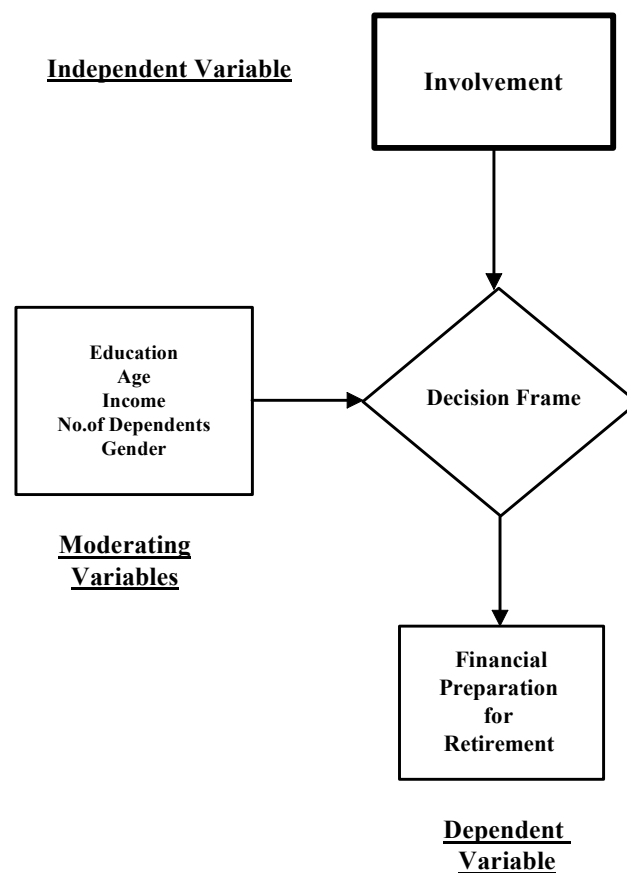 Independent Variable
Involvement
Education
Age
Income
No.of Dependents
Gender
Decision Frame
Moderating
Variables
Financial
Preparation
for
Retirement
Dependent
Variable